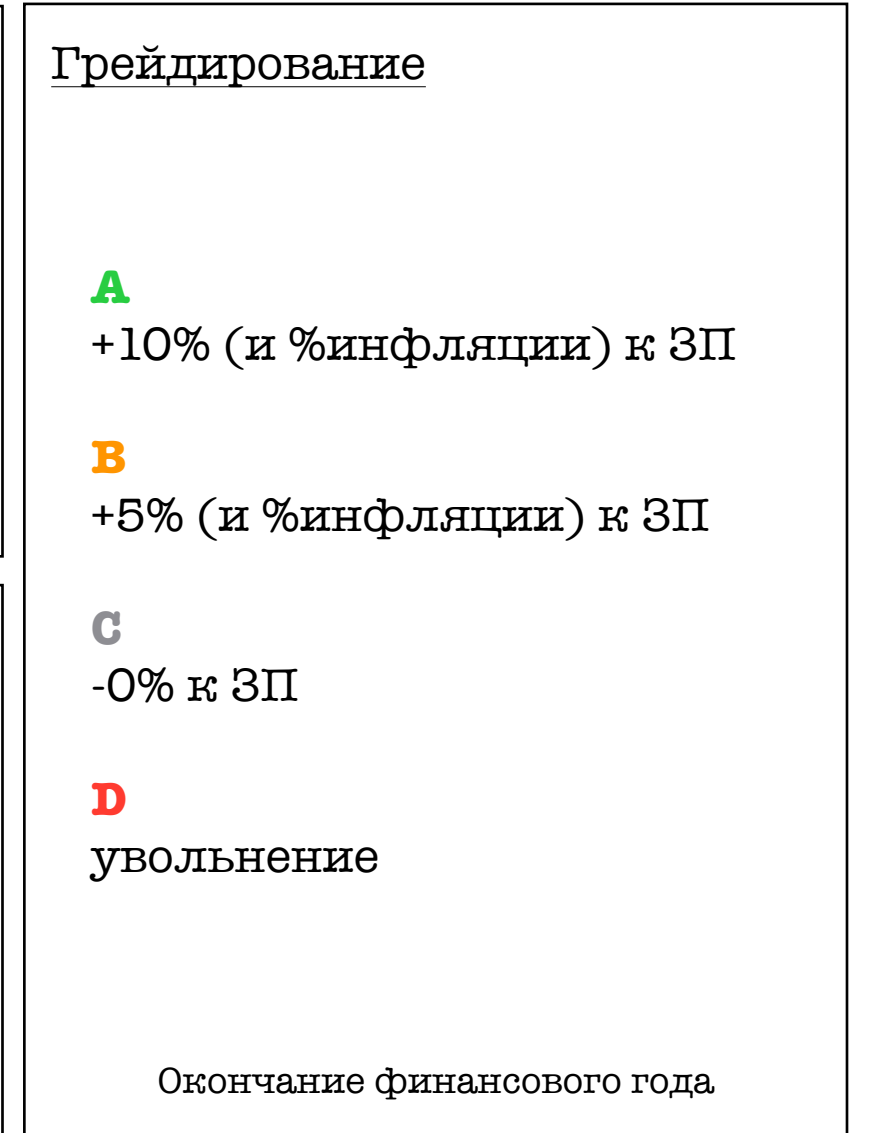 Грейдирование
A
+10% (и %инфляции) к ЗП
B
+5% (и %инфляции) к ЗП
C
-0% к ЗП
D
увольнение
Окончание финансового года